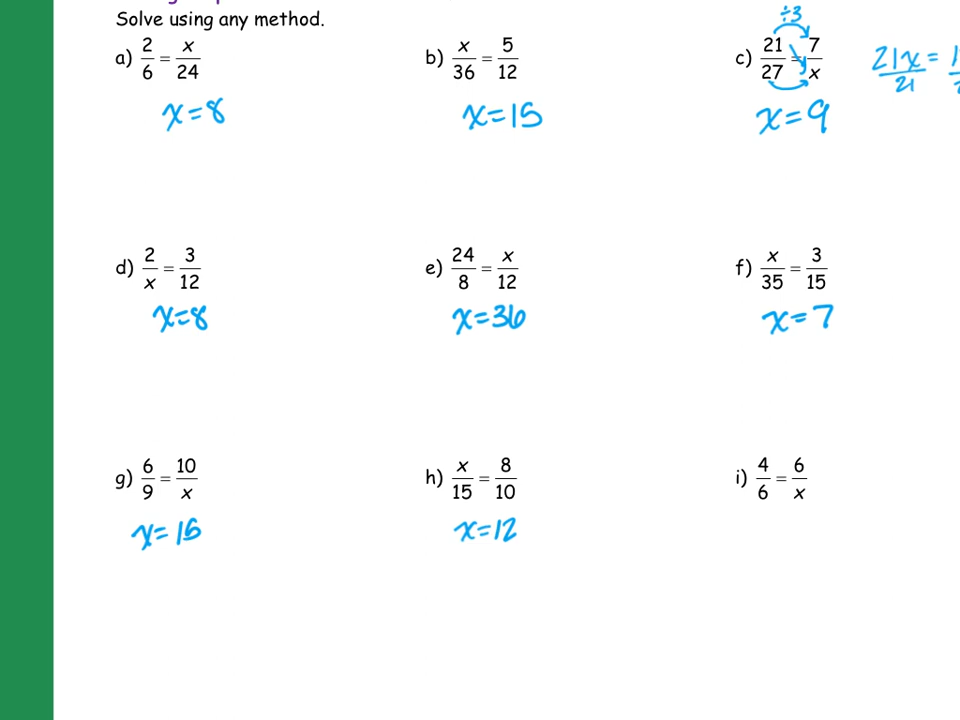 Solve using any method.
a) 2/6 = x/24
x=8
b) x/36 = 5/12
x=15
c) 21/27 = 7/x
÷3
21x =
21
x=9
d) 2/x = 3/12
x=8
e) 24/8 = x/12
x=36
f) x/35 = 3/15
x=7
g) 6/9 = 10/x
x=15
h) x/15 = 8/10
x=12
i) 4/6 = 6/x